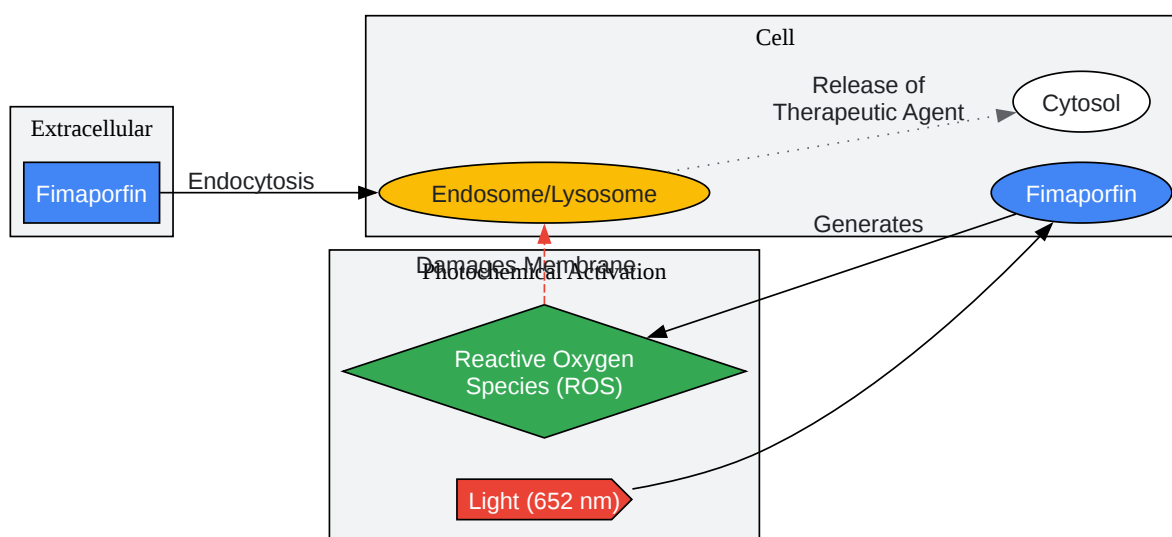 Cell
Release of
Therapeutic Agent
Cytosol
Extracellular
Fimaporfin
Endocytosis
Endosome/Lysosome
Fimaporfin
Generates
Damages Membrane
Photochemical Activation
Reactive Oxygen
Species (ROS)
Light (652 nm)